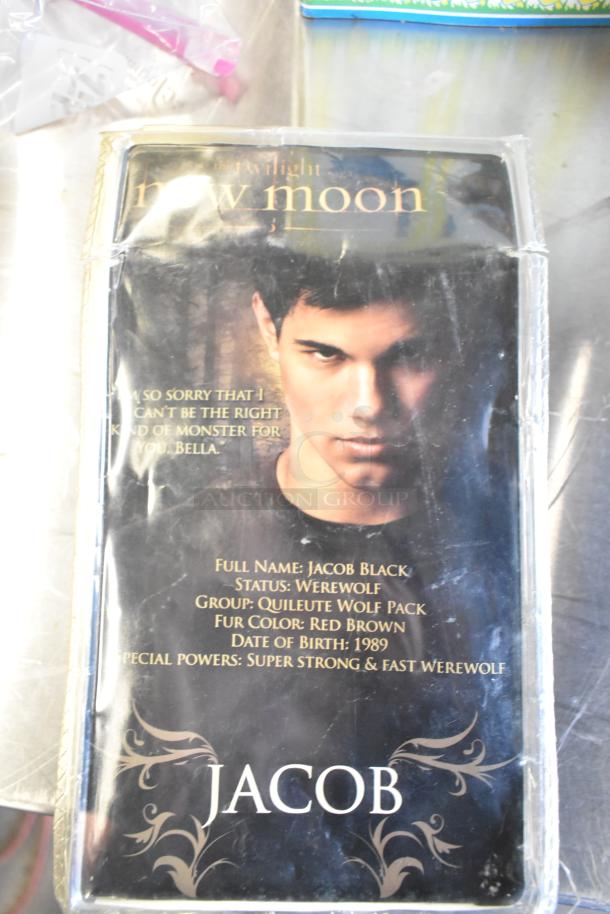 twilight
new moon
"I'M SO SORRY THAT I
CAN'T BE THE RIGHT
KIND OF MONSTER FOR
YOU, BELLA."
AUCTION GROUP
FULL NAME: JACOB BLACK
STATUS: WEREWOLF
GROUP: QUILEUTE WOLF PACK
FUR COLOR: RED BROWN
DATE OF BIRTH: 1989
SPECIAL POWERS: SUPER STRONG & FAST WEREWOLF
JACOB